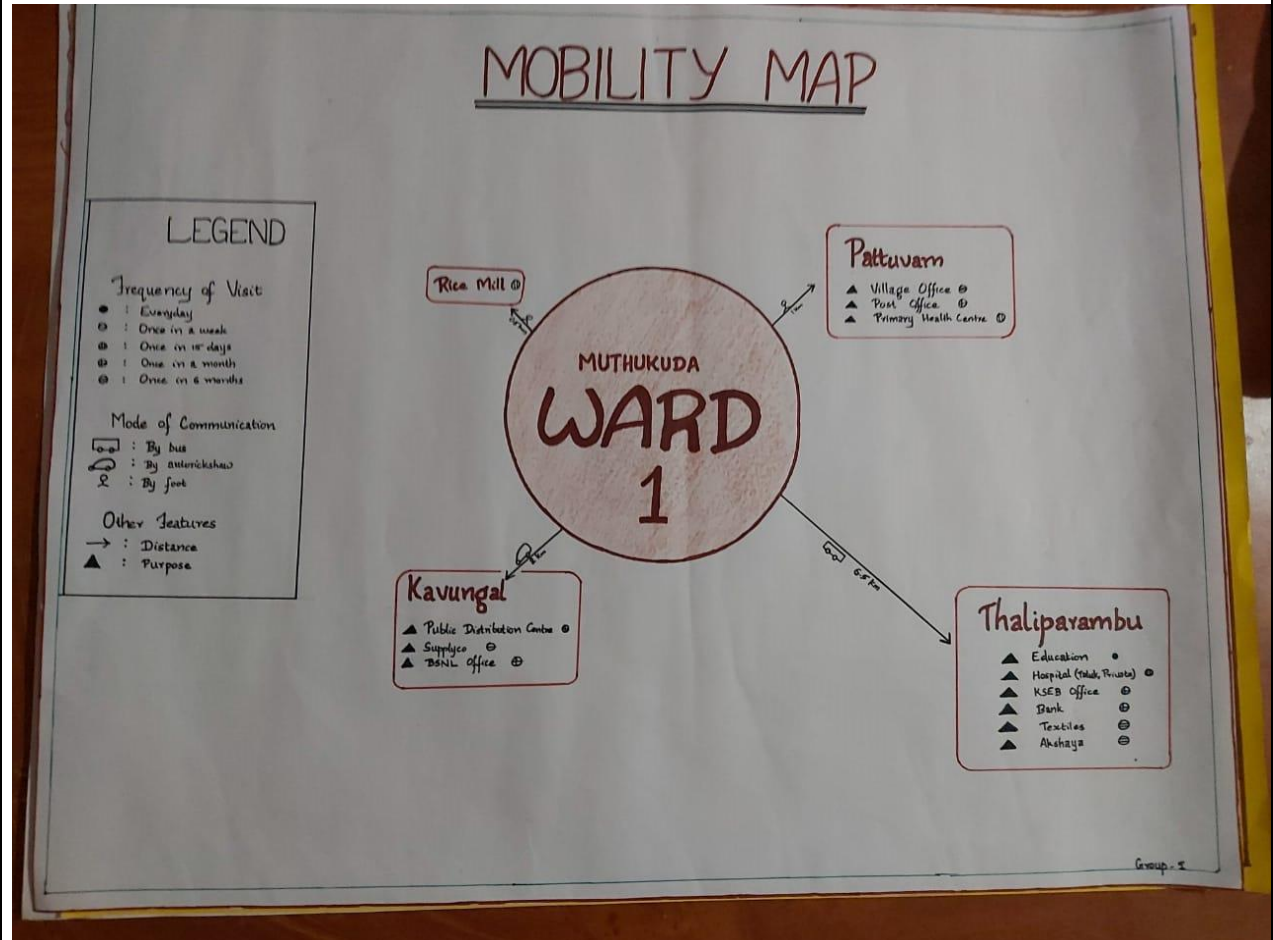 MOBILITY MAP
LEGEND
Frequency of Visit
: Everyday
: Once in a week
: Once in 15 days
: Once in a month
: Once in 6 months
Mode of Communication
: By bus
: By autorickshaw
: By foot
Other Features
→ : Distance
▲ : Purpose
Rice Mill
MUTHUKUDA
WARD
1
Pattuvam
▲ Village Office
▲ Post Office
▲ Primary Health Centre
1 km
km
6.5 km
Kavungal
▲ Public Distribution Centre
▲ Supplyco
▲ BSNL Office
Thaliparambu
▲ Education
▲ Hospital (Taluk, Private)
▲ KSEB Office
▲ Bank
▲ Textiles
▲ Akshaya
Group - I